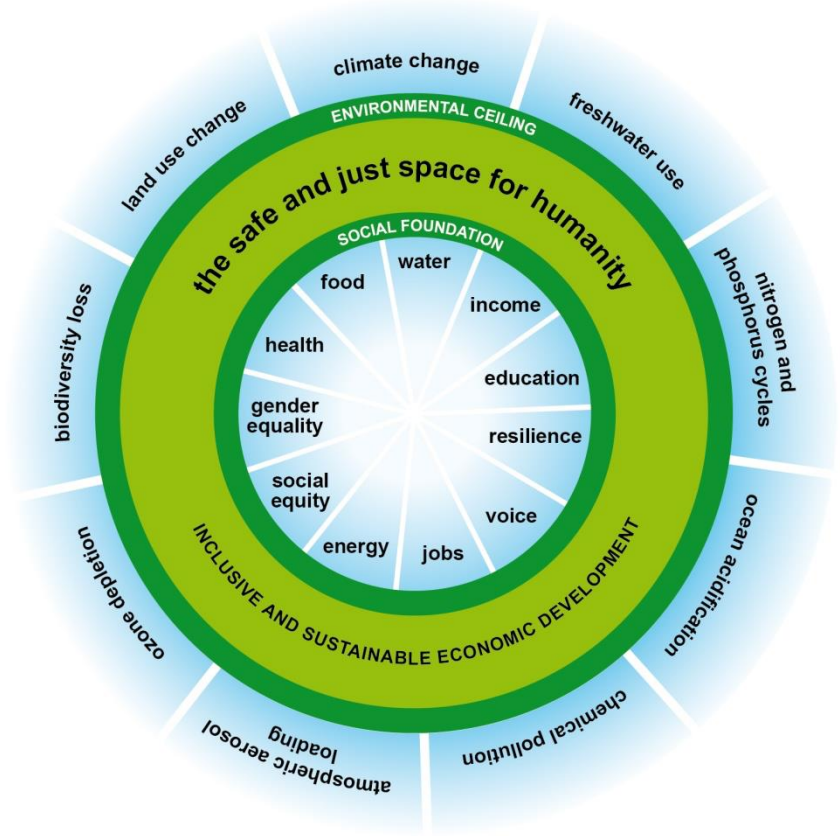 climate change
freshwater use
nitrogen and
phosphorus cycles
ocean acidification
chemical pollution
atmospheric aerosol
loading
ozone depletion
biodiversity loss
land use change
ENVIRONMENTAL CEILING
the safe and just space for humanity
SOCIAL FOUNDATION
water
income
education
resilience
voice
jobs
energy
social
equity
gender
equality
health
food
INCLUSIVE AND SUSTAINABLE ECONOMIC DEVELOPMENT